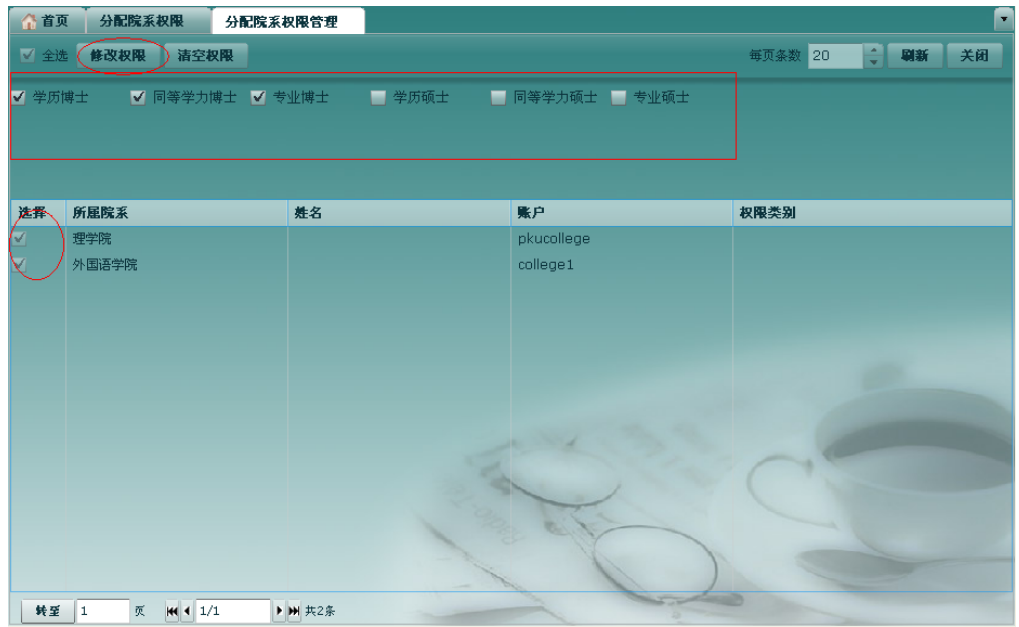 首页 分配院系权限 分配院系权限管理
全选 修改权限 清空权限 每页条数 20 刷新 关闭
学历博士 同等学力博士 专业博士 学历硕士 同等学力硕士 专业硕士
选择 所属院系 姓名 账户 权限类别
理学院 pkucollege
外国语学院 college1
转至 1 页 1/1 共2条